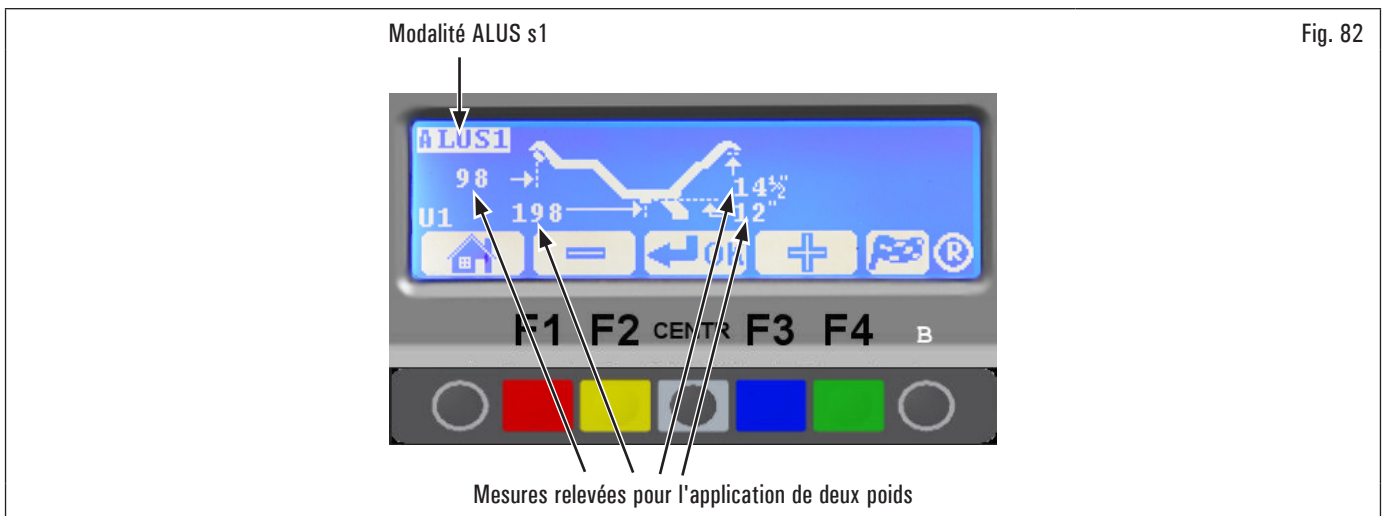 Modalité ALUS s1
Fig. 82
ALUS1
98
14½"
U1 198 12"
OK
®
F1 F2 CENTR F3 F4 B
Mesures relevées pour l'application de deux poids